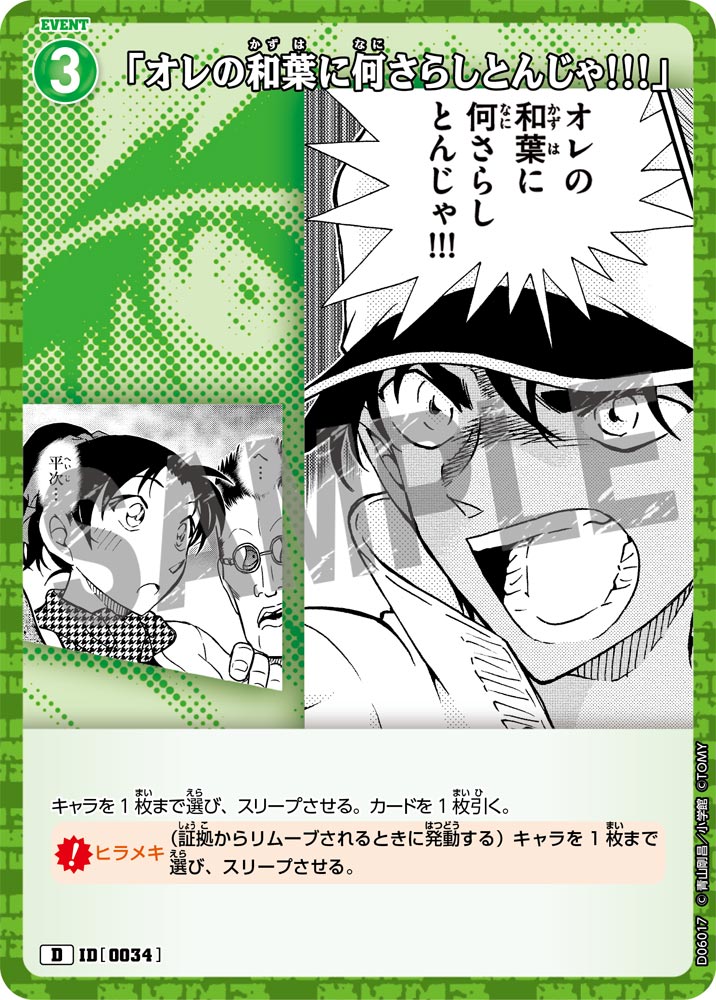 EVENT
3
「オレの和葉に何さらしとんじゃ!!!」
オレの
和葉に
何さらし
とんじゃ!!!
平次…
へ…
SAMPLE
キャラを1枚まで選び、スリープさせる。カードを1枚引く。
ヒラメキ（証拠からリムーブされるときに発動する）キャラを1枚まで
選び、スリープさせる。
D ID[0034]
D06017 © 青山剛昌／小学館 ©TOMY